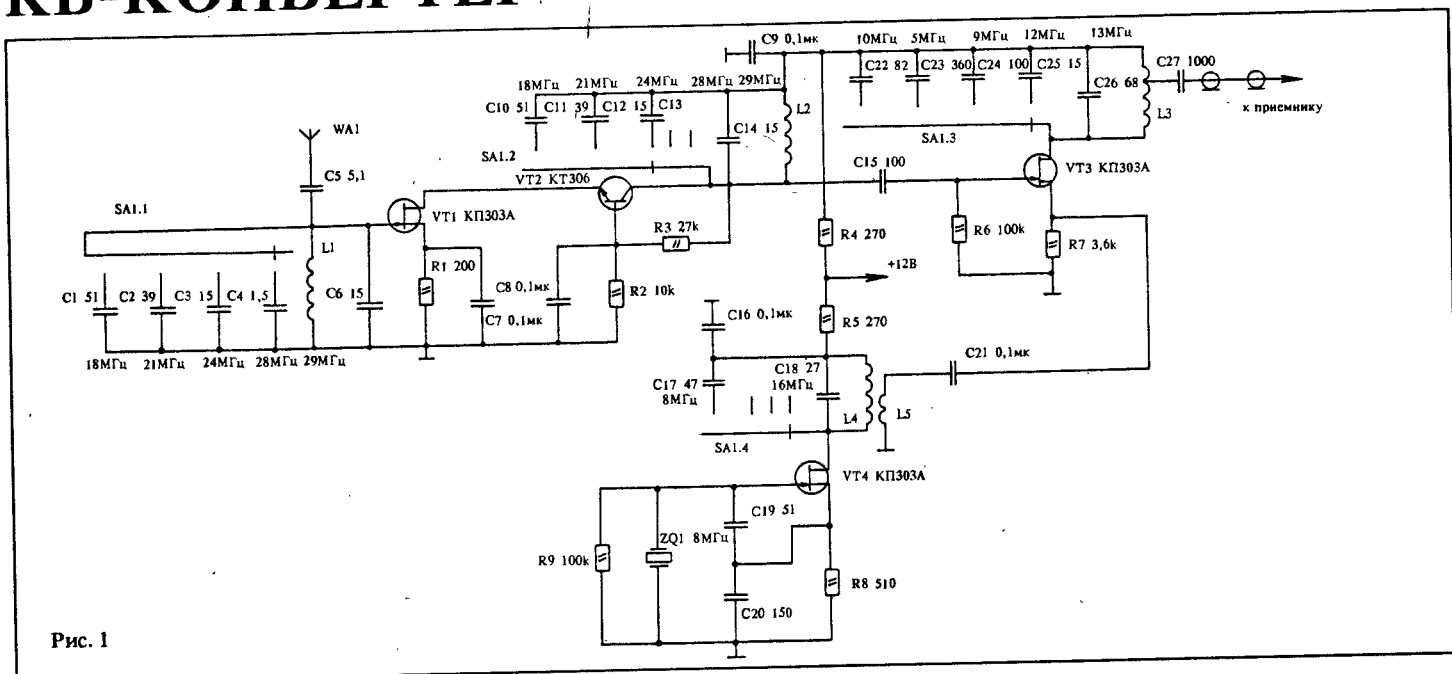 КВ-КОНВЕРТЕР
C9 0,1мк
10МГц 5МГц 9МГц 12МГц 13МГц
C22 82 C23 360 C24 100 C25 15
C26 68
C27 1000
к приемнику
L3
18МГц 21МГц 24МГц 28МГц 29МГц
C10 51 C11 39 C12 15 C13
C14 15
L2
SA1.2
SA1.3
WA1
C5 5,1
SA1.1
VT1 КП303А
VT2 КТ306
C15 100
VT3 КП303А
L1
R1 200
R3 27k
R4 270
R6 100k
R7 3,6k
C1 51 C2 39 C3 15 C4 1,5
C6 15
C8 0,1мк
C7 0,1мк
R2 10k
+12В
18МГц 21МГц 24МГц 28МГц 29МГц
C16 0,1мк
R5 270
C17 47
8МГц
C18 27
16МГц
C21 0,1мк
L4
L5
SA1.4
VT4 КП303А
C19 51
R9 100k
ZQ1 8МГц
R8 510
C20 150
Рис. 1